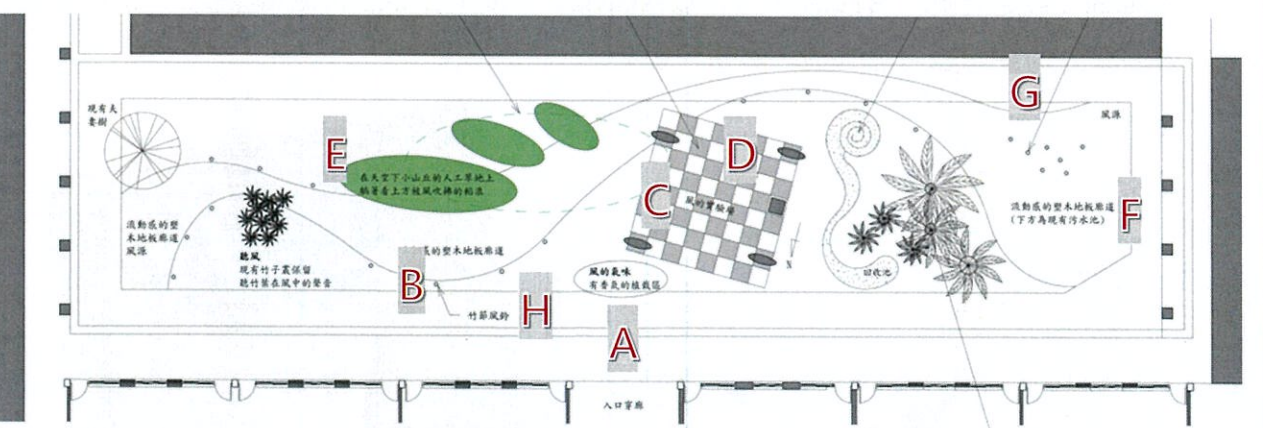 現有夫
妻樹
風源
G
E
D
在天空下小山丘的人工草地上
躺著看上方被風吹拂的船浪
C
風的實驗場
流動感的塑木地板廊道
(下方為現有污水池)
F
流動感的塑
木地板廊道
風源
聽風
現有竹子叢保留
聽竹葉在風中的聲音
感的塑木地板廊道
B
風的氣味
有香氣的植栽區
回收池
竹節風鈴
H
A
入口穿廊
N